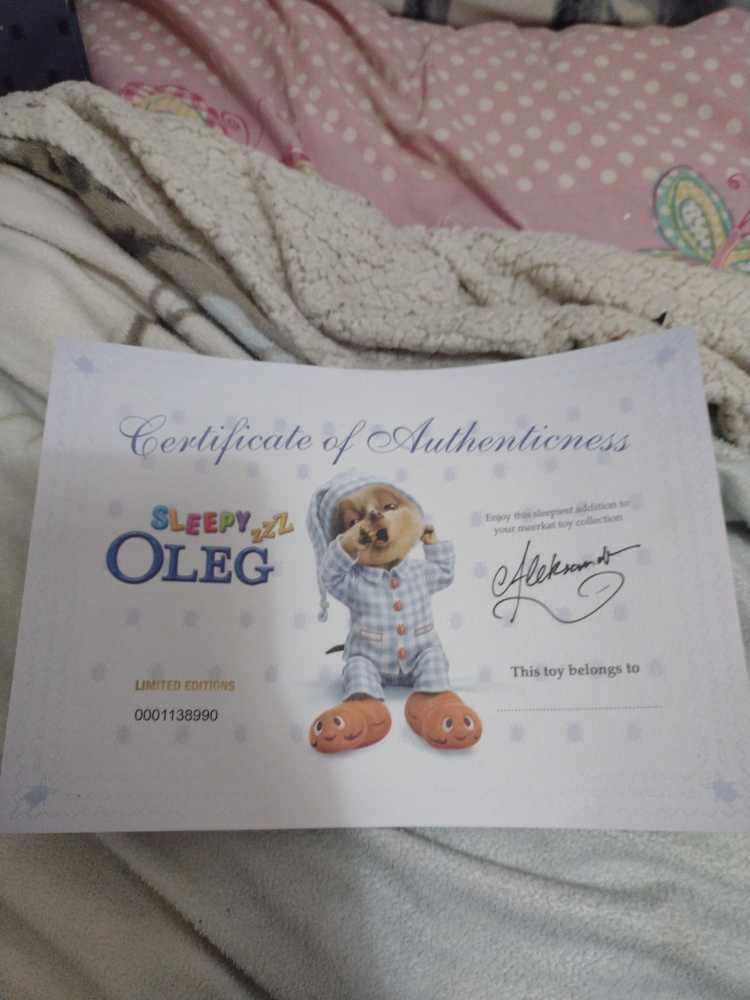 Certificate of Authenticness
SLEEPY zzZ
OLEG
Enjoy this sleepiest addition to
your meerkat toy collection
Aleksandr
This toy belongs to
LIMITED EDITIONS
0001138990